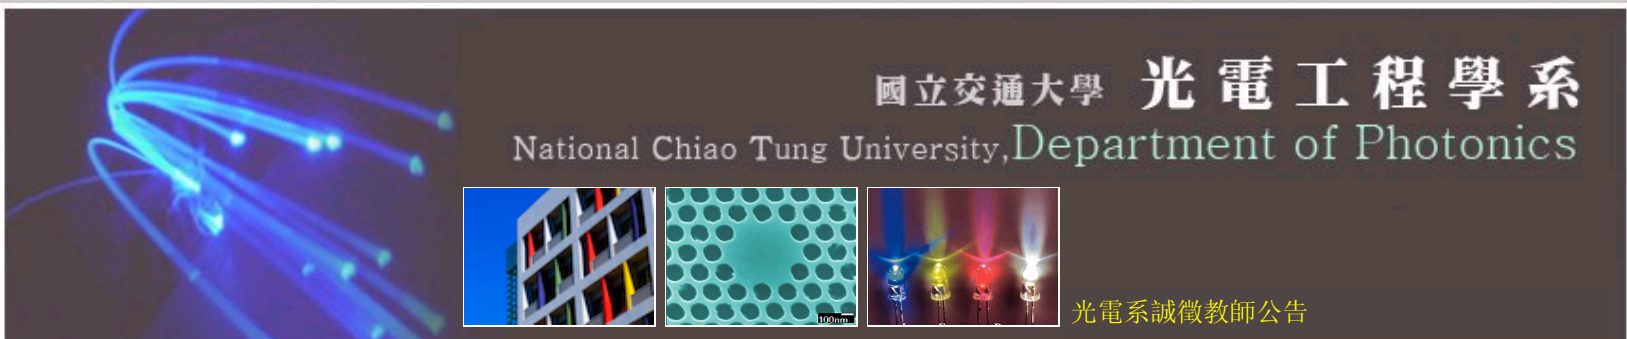 國立交通大學 光電工程學系
National Chiao Tung University,Department of Photonics
100nm
光電系誠徵教師公告